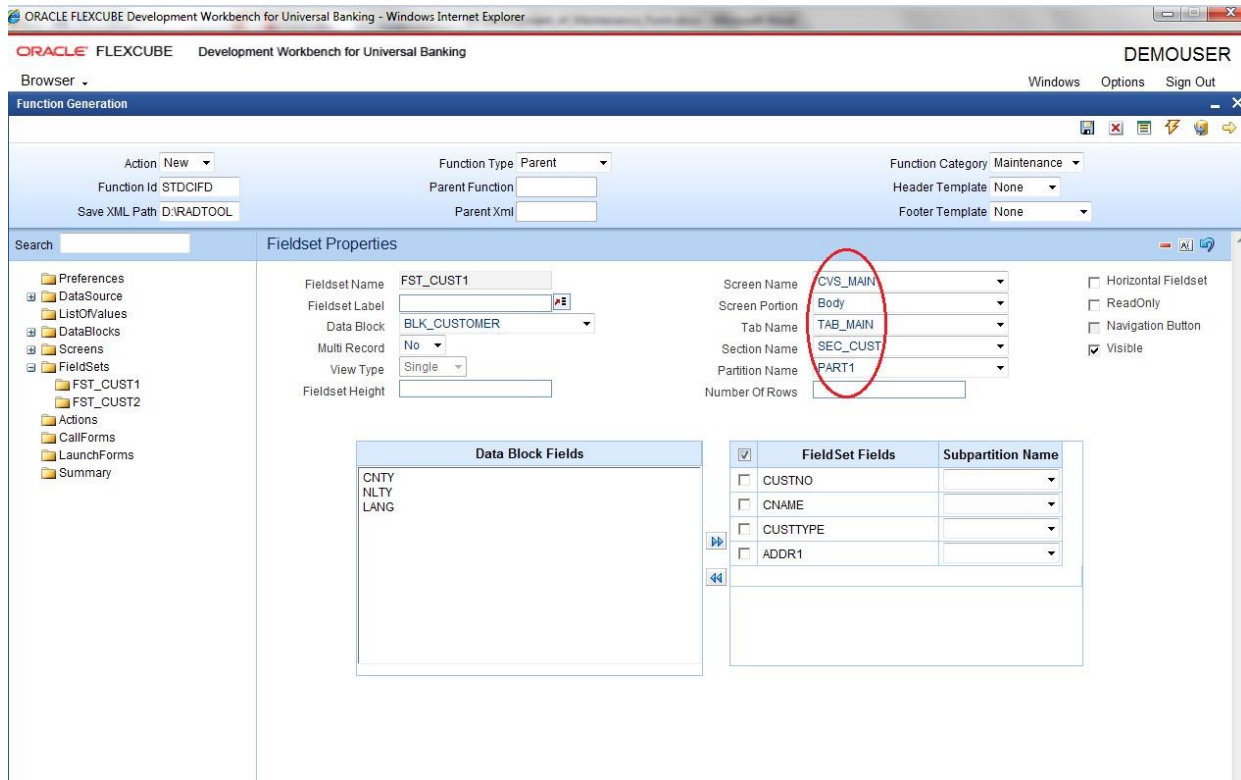 ORACLE FLEXCUBE Development Workbench for Universal Banking - Windows Internet Explorer
ORACLE FLEXCUBE Development Workbench for Universal Banking
DEMOUSER
Browser
Windows Options Sign Out
Function Generation
Action New
Function Type Parent
Function Category Maintenance
Function Id STDCIFD
Parent Function
Header Template None
Save XML Path D:\RADTOOL
Parent Xml
Footer Template None
Search
Preferences
DataSource
ListOfValues
DataBlocks
Screens
FieldSets
FST_CUST1
FST_CUST2
Actions
CallForms
LaunchForms
Summary
Fieldset Properties
Fieldset Name FST_CUST1
Fieldset Label
Data Block BLK_CUSTOMER
Multi Record No
View Type Single
Fieldset Height
Screen Name CVS_MAIN
Screen Portion Body
Tab Name TAB_MAIN
Section Name SEC_CUST
Partition Name PART1
Number Of Rows
Horizontal Fieldset
ReadOnly
Navigation Button
Visible
Data Block Fields
CNTY
NLTY
LANG
FieldSet Fields Subpartition Name
CUSTNO
CNAME
CUSTTYPE
ADDR1